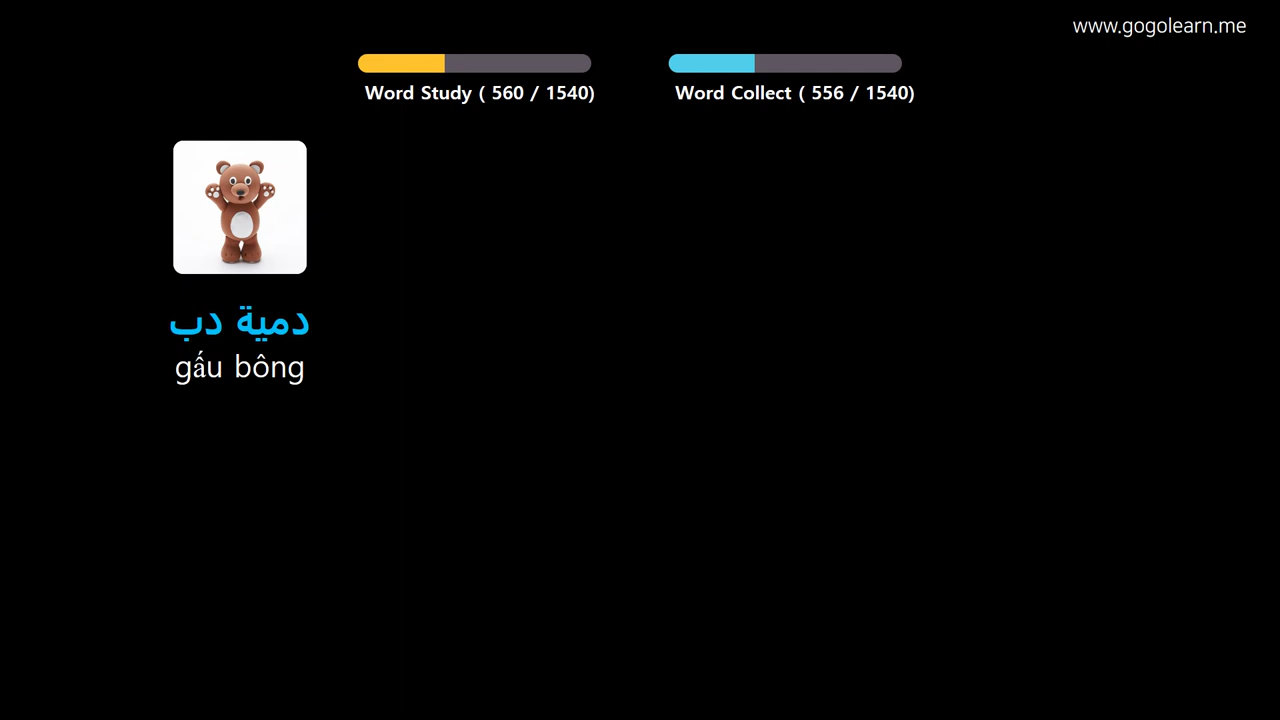 www.gogolearn.me
Word Study ( 560 / 1540)
Word Collect ( 556 / 1540)
دمية دب
gấu bông